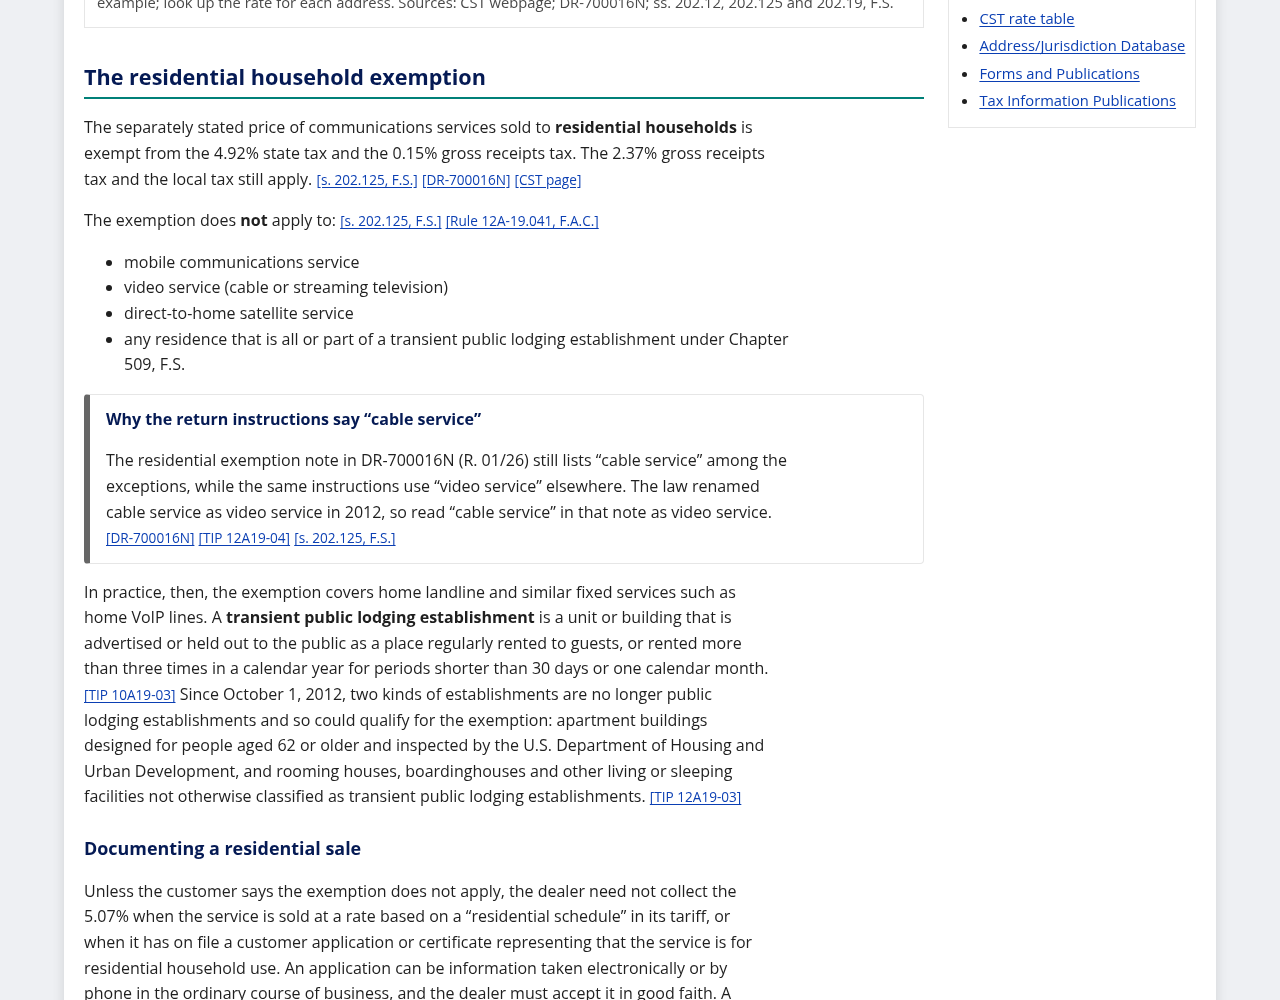 example; look up the rate for each address. Sources: CST webpage; DR-700016N; ss. 202.12, 202.125 and 202.19, F.S.
The residential household exemption
The separately stated price of communications services sold to residential households is
exempt from the 4.92% state tax and the 0.15% gross receipts tax. The 2.37% gross receipts
tax and the local tax still apply. [s. 202.125, F.S.] [DR-700016N] [CST page]
The exemption does not apply to: [s. 202.125, F.S.] [Rule 12A-19.041, F.A.C.]
• mobile communications service
• video service (cable or streaming television)
• direct-to-home satellite service
• any residence that is all or part of a transient public lodging establishment under Chapter
509, F.S.
Why the return instructions say “cable service”
The residential exemption note in DR-700016N (R. 01/26) still lists “cable service” among the
exceptions, while the same instructions use “video service” elsewhere. The law renamed
cable service as video service in 2012, so read “cable service” in that note as video service.
[DR-700016N] [TIP 12A19-04] [s. 202.125, F.S.]
In practice, then, the exemption covers home landline and similar fixed services such as
home VoIP lines. A transient public lodging establishment is a unit or building that is
advertised or held out to the public as a place regularly rented to guests, or rented more
than three times in a calendar year for periods shorter than 30 days or one calendar month.
[TIP 10A19-03] Since October 1, 2012, two kinds of establishments are no longer public
lodging establishments and so could qualify for the exemption: apartment buildings
designed for people aged 62 or older and inspected by the U.S. Department of Housing and
Urban Development, and rooming houses, boardinghouses and other living or sleeping
facilities not otherwise classified as transient public lodging establishments. [TIP 12A19-03]
Documenting a residential sale
Unless the customer says the exemption does not apply, the dealer need not collect the
5.07% when the service is sold at a rate based on a “residential schedule” in its tariff, or
when it has on file a customer application or certificate representing that the service is for
residential household use. An application can be information taken electronically or by
phone in the ordinary course of business, and the dealer must accept it in good faith. A
• CST rate table
• Address/Jurisdiction Database
• Forms and Publications
• Tax Information Publications